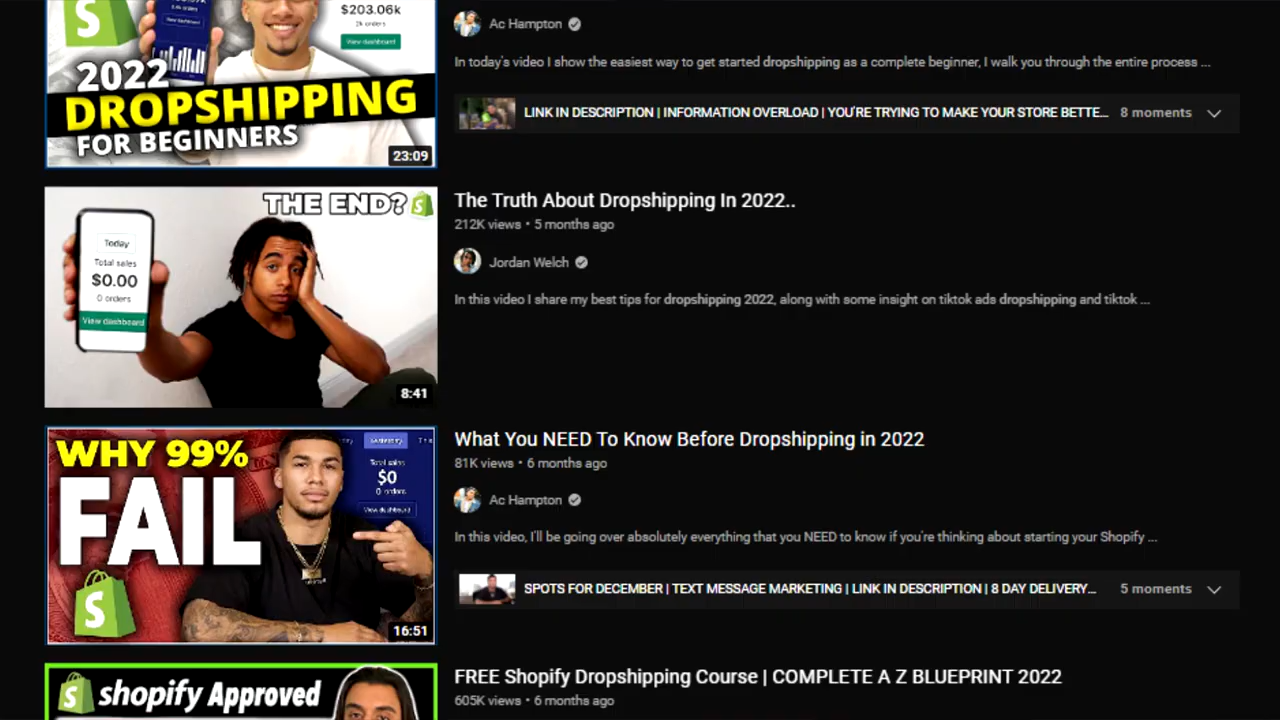 $203.06k
2k orders
View dashboard
View dashboard
2022
DROPSHIPPING
FOR BEGINNERS
23:09
Ac Hampton
In today's video I show the easiest way to get started dropshipping as a complete beginner, I walk you through the entire process ...
LINK IN DESCRIPTION | INFORMATION OVERLOAD | YOU'RE TRYING TO MAKE YOUR STORE BETTE...
8 moments
THE END?
Today
Total sales
$0.00
0 orders
View dashboard
8:41
The Truth About Dropshipping In 2022..
212K views • 5 months ago
Jordan Welch
In this video I share my best tips for dropshipping 2022, along with some insight on tiktok ads dropshipping and tiktok ...
WHY 99%
FAIL
Yesterday
Total sales
$0
0 orders
View dashboard
16:51
What You NEED To Know Before Dropshipping in 2022
81K views • 6 months ago
Ac Hampton
In this video, I'll be going over absolutely everything that you NEED to know if you're thinking about starting your Shopify ...
SPOTS FOR DECEMBER | TEXT MESSAGE MARKETING | LINK IN DESCRIPTION | 8 DAY DELIVERY...
5 moments
shopify Approved
FREE Shopify Dropshipping Course | COMPLETE A Z BLUEPRINT 2022
605K views • 6 months ago